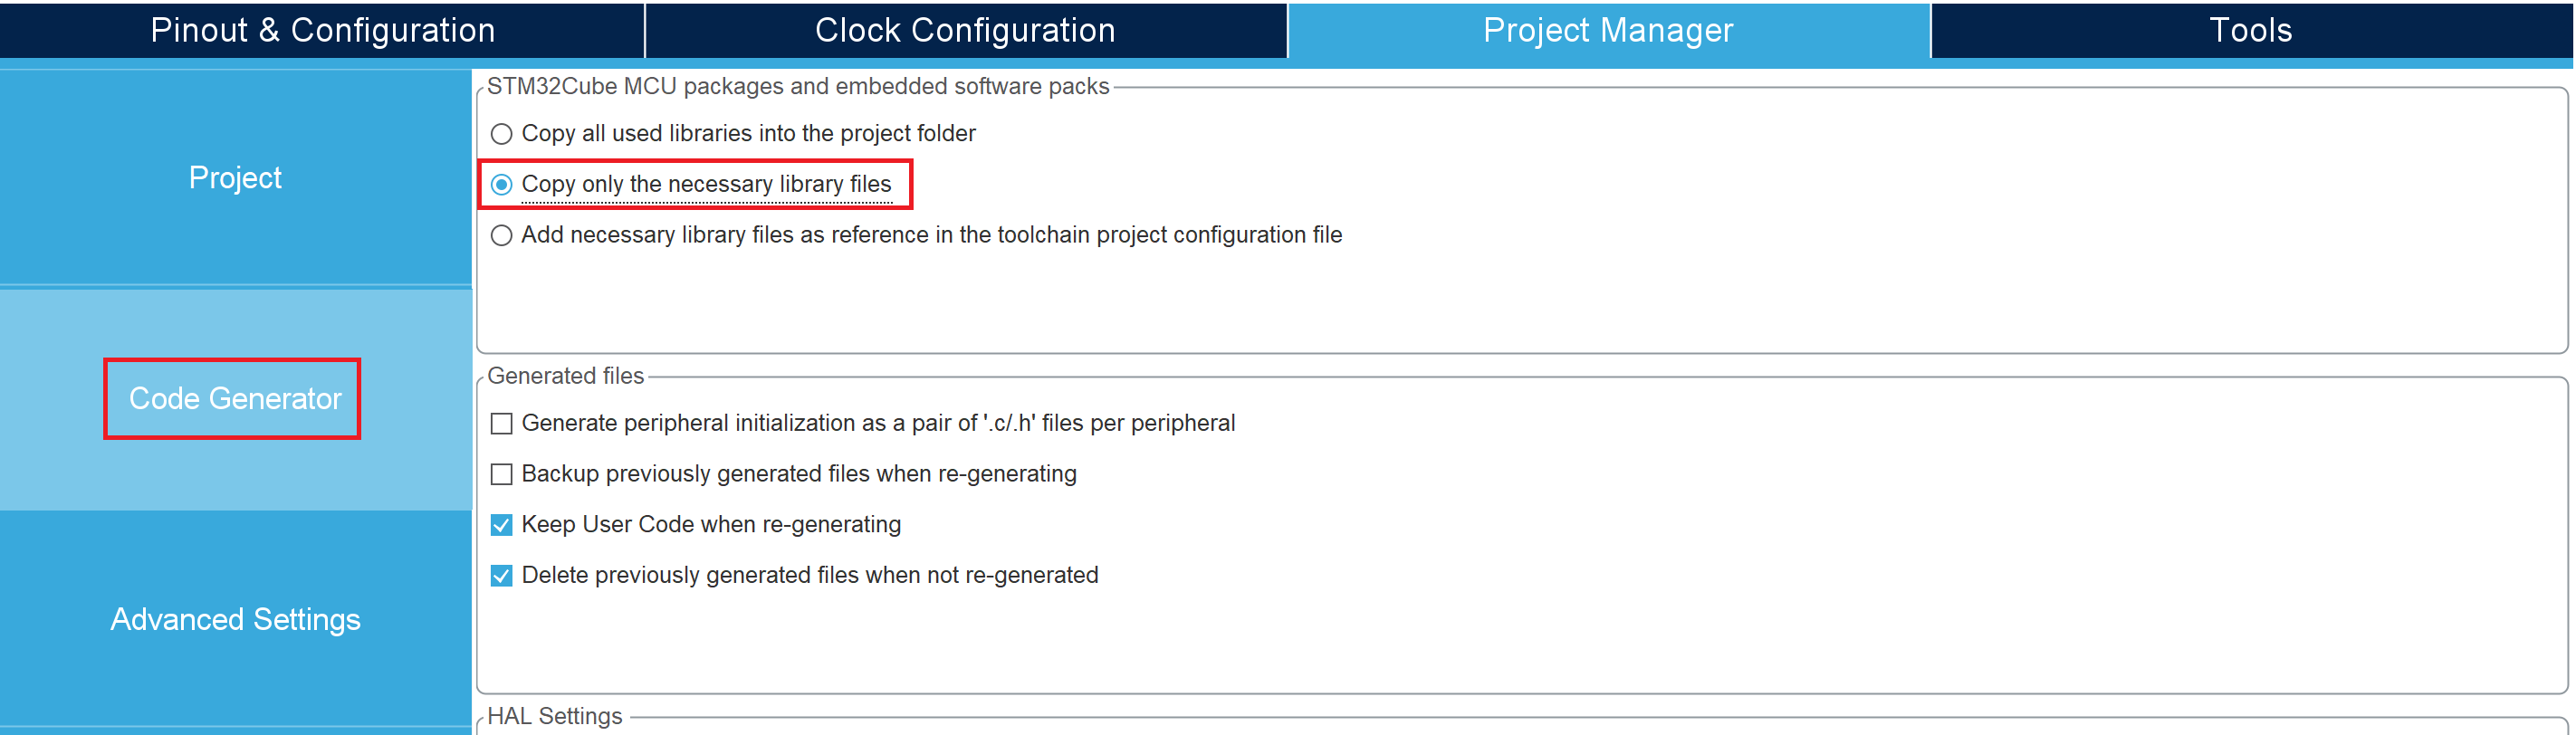 Pinout & Configuration
Clock Configuration
Project Manager
Tools
Project
Code Generator
Advanced Settings
STM32Cube MCU packages and embedded software packs
Copy all used libraries into the project folder
Copy only the necessary library files
Add necessary library files as reference in the toolchain project configuration file
Generated files
Generate peripheral initialization as a pair of '.c/.h' files per peripheral
Backup previously generated files when re-generating
Keep User Code when re-generating
Delete previously generated files when not re-generated
HAL Settings